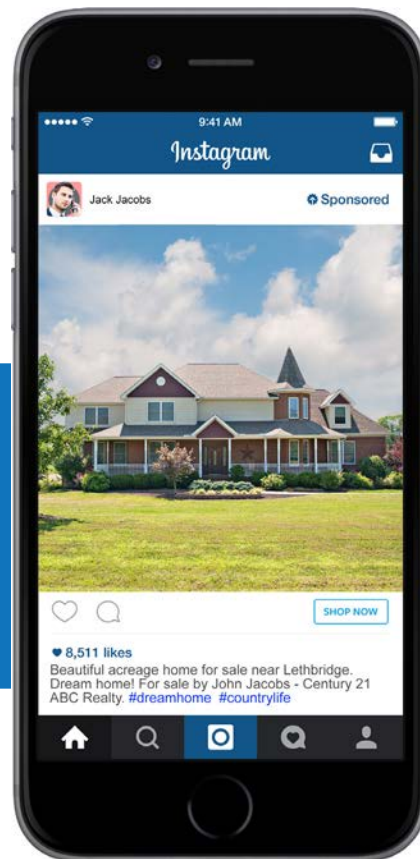 9:41 AM
Instagram
Jack Jacobs
Sponsored
SHOP NOW
8,511 likes
Beautiful acreage home for sale near Lethbridge.
Dream home! For sale by John Jacobs - Century 21
ABC Realty. #dreamhome #countrylife